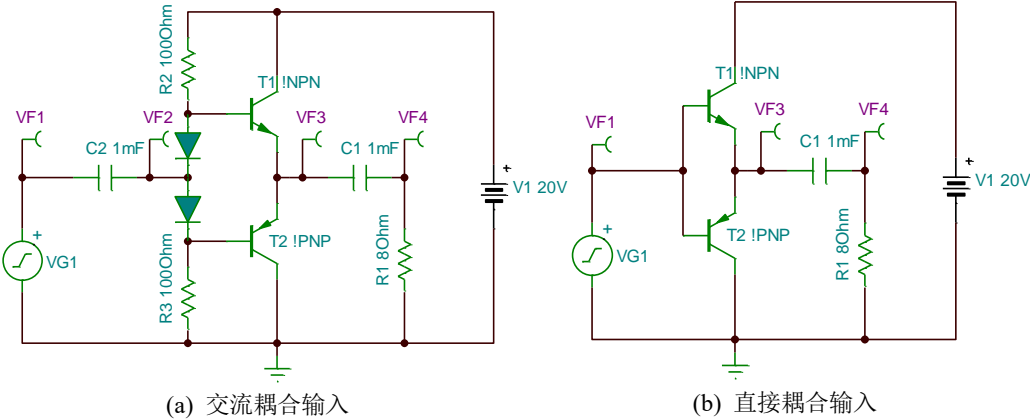 R2 100Ohm
T1 !NPN
VF1
VF2
VF3
VF4
C2 1mF
C1 1mF
+
V1 20V
+
VG1
T2 !PNP
R1 8Ohm
R3 100Ohm
(a) 交流耦合输入
T1 !NPN
VF1
VF3
VF4
C1 1mF
+
V1 20V
+
VG1
T2 !PNP
R1 8Ohm
(b) 直接耦合输入